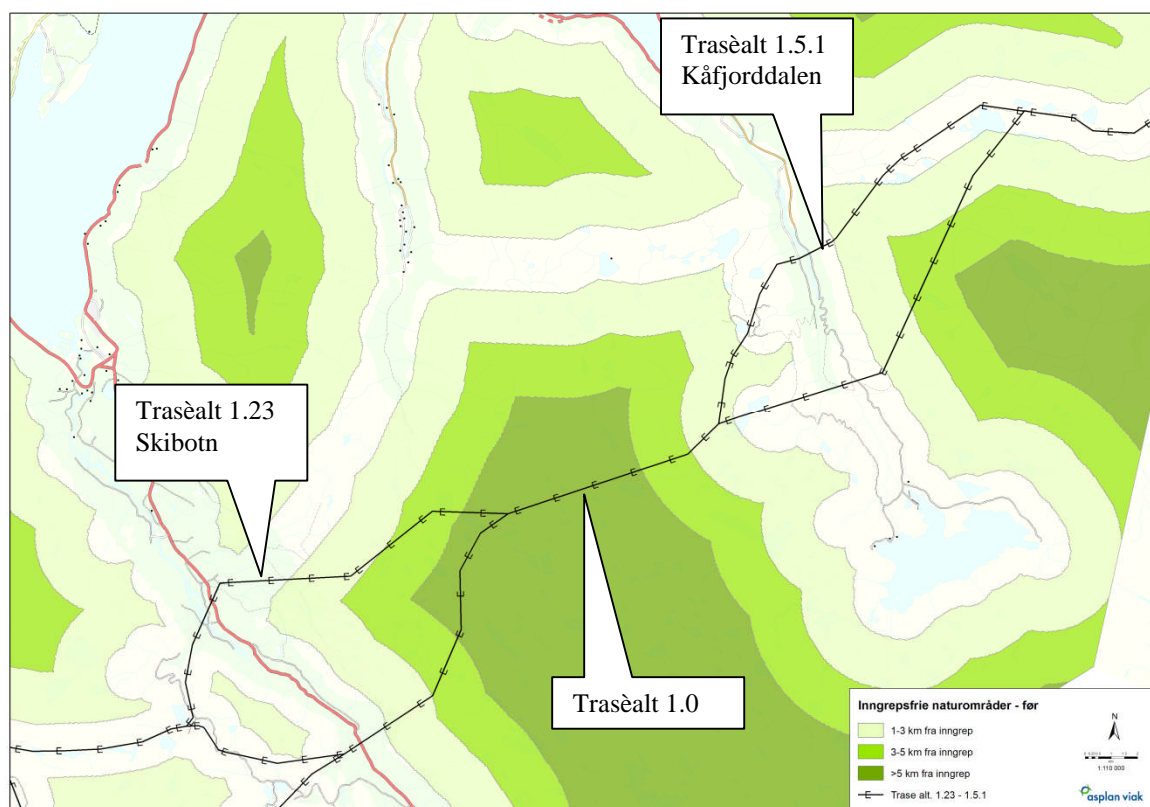 Trasèalt 1.5.1
Kåfjorddalen
Trasèalt 1.23
Skibotn
Trasèalt 1.0
Inngrepsfrie naturområder - før
1-3 km fra inngrep
3-5 km fra inngrep
>5 km fra inngrep
Trase alt. 1.23 - 1.5.1
N
1:110 000
asplan viak